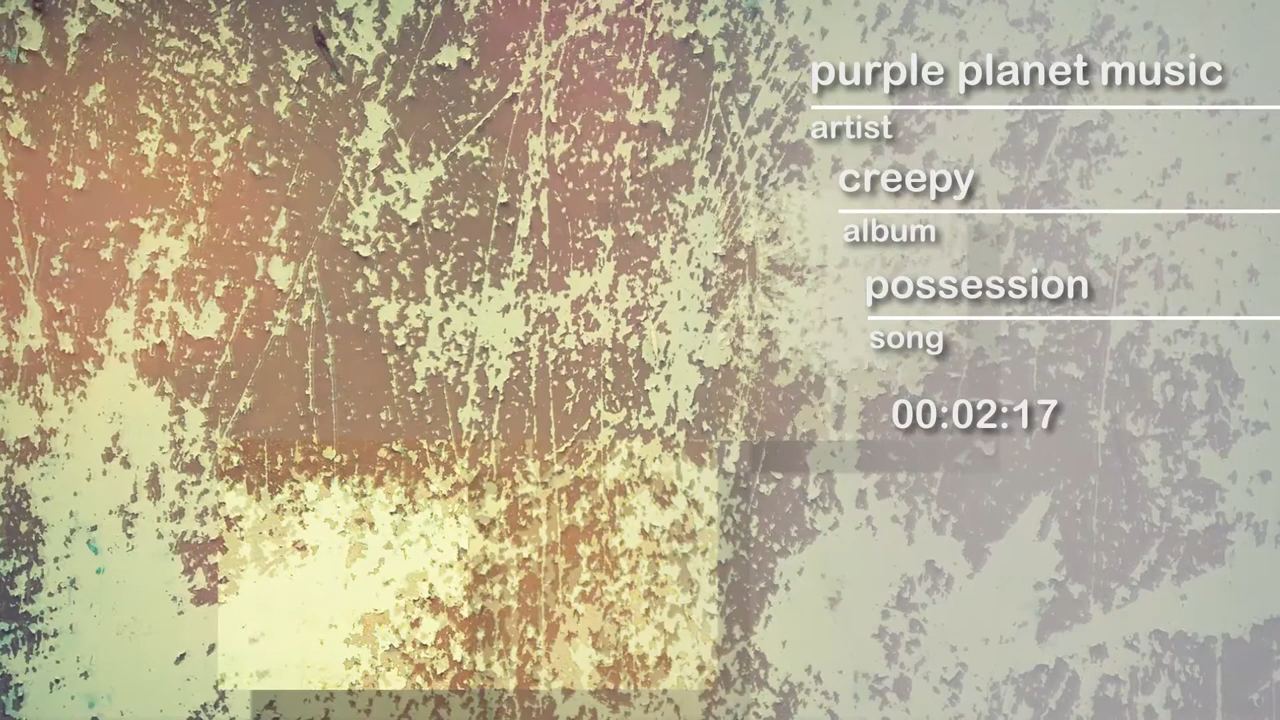 purple planet music
artist
creepy
album
possession
song
00:02:17